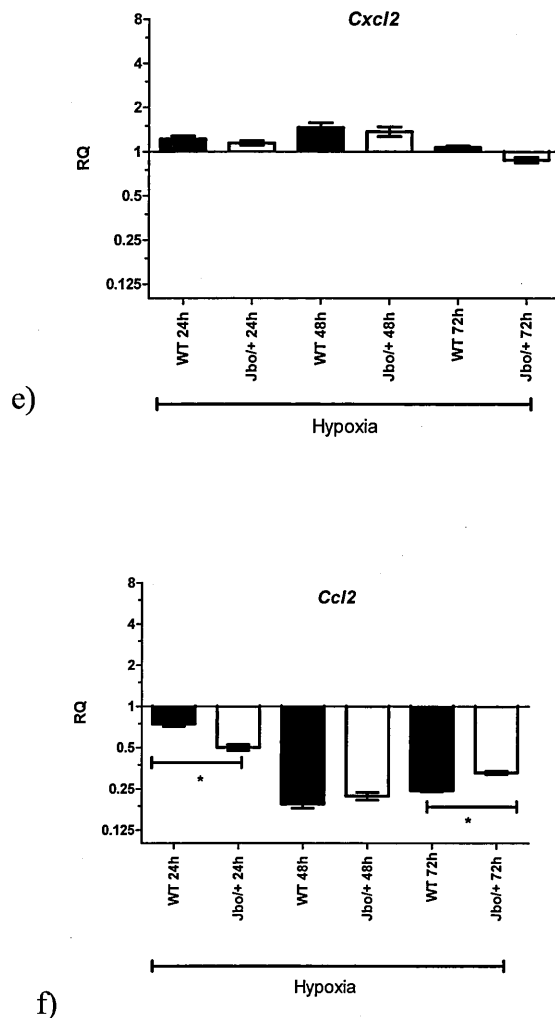 Cxcl2
8
4
2
1
0.5
0.25
0.125
RQ
WT 24h
Jbo/+ 24h
WT 48h
Jbo/+ 48h
WT 72h
Jbo/+ 72h
Hypoxia
e)
Ccl2
8
4
2
1
0.5
0.25
0.125
RQ
*
*
WT 24h
Jbo/+ 24h
WT 48h
Jbo/+ 48h
WT 72h
Jbo/+ 72h
Hypoxia
f)